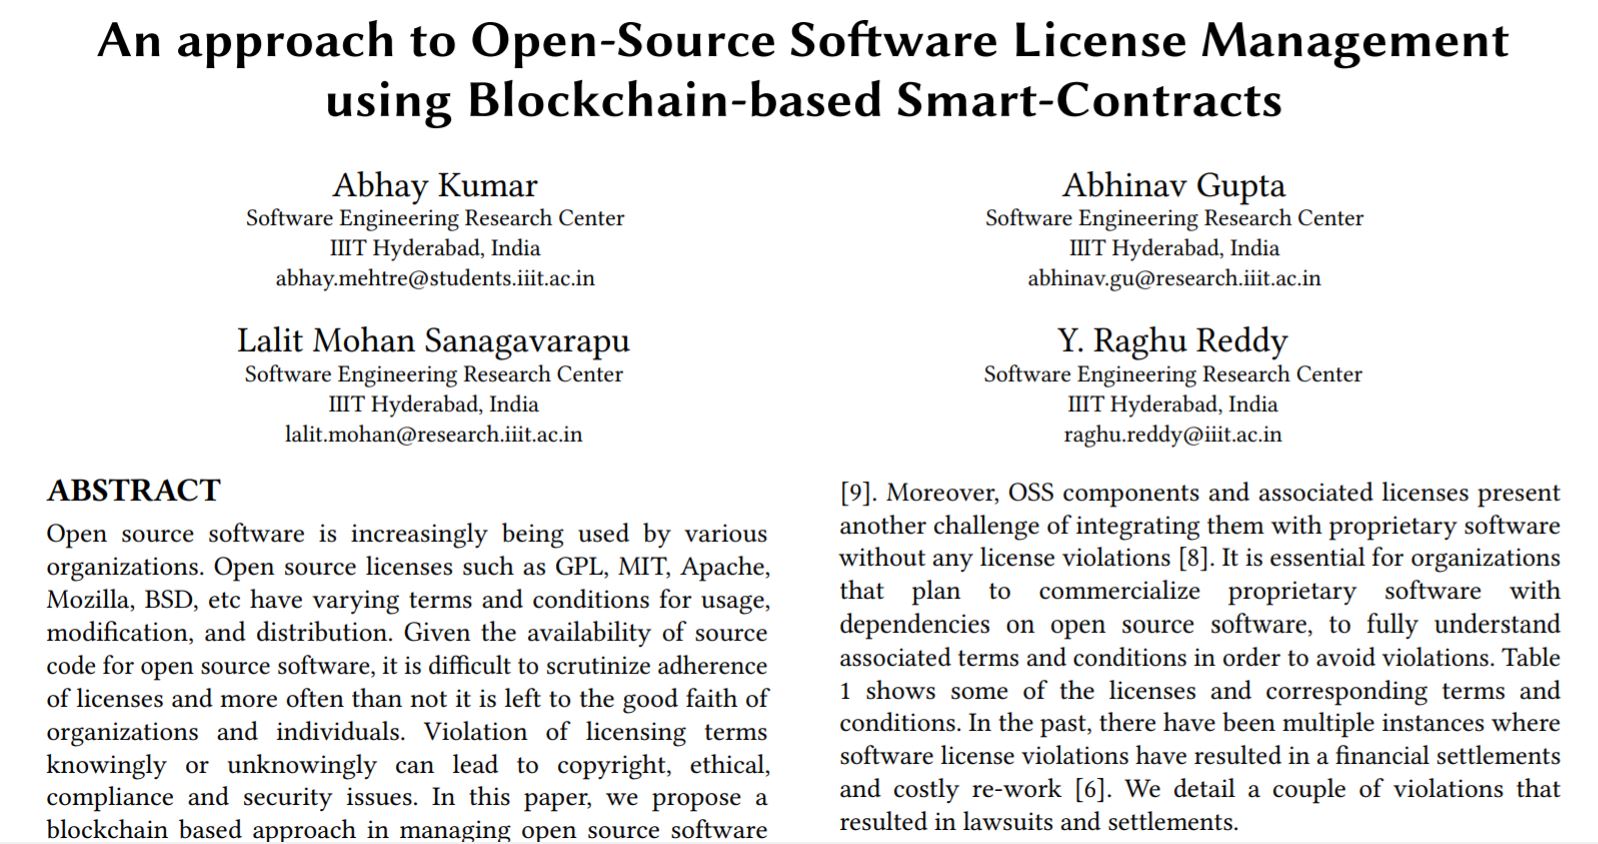 An approach to Open-Source Software License Management
using Blockchain-based Smart-Contracts
Abhay Kumar
Software Engineering Research Center
IIIT Hyderabad, India
abhay.mehtre@students.iiit.ac.in
Abhinav Gupta
Software Engineering Research Center
IIIT Hyderabad, India
abhinav.gu@research.iiit.ac.in
Lalit Mohan Sanagavarapu
Software Engineering Research Center
IIIT Hyderabad, India
lalit.mohan@research.iiit.ac.in
Y. Raghu Reddy
Software Engineering Research Center
IIIT Hyderabad, India
raghu.reddy@iiit.ac.in
ABSTRACT
Open source software is increasingly being used by various
organizations. Open source licenses such as GPL, MIT, Apache,
Mozilla, BSD, etc have varying terms and conditions for usage,
modification, and distribution. Given the availability of source
code for open source software, it is difficult to scrutinize adherence
of licenses and more often than not it is left to the good faith of
organizations and individuals. Violation of licensing terms
knowingly or unknowingly can lead to copyright, ethical,
compliance and security issues. In this paper, we propose a
blockchain based approach in managing open source software
[9]. Moreover, OSS components and associated licenses present
another challenge of integrating them with proprietary software
without any license violations [8]. It is essential for organizations
that plan to commercialize proprietary software with
dependencies on open source software, to fully understand
associated terms and conditions in order to avoid violations. Table
1 shows some of the licenses and corresponding terms and
conditions. In the past, there have been multiple instances where
software license violations have resulted in a financial settlements
and costly re-work [6]. We detail a couple of violations that
resulted in lawsuits and settlements.